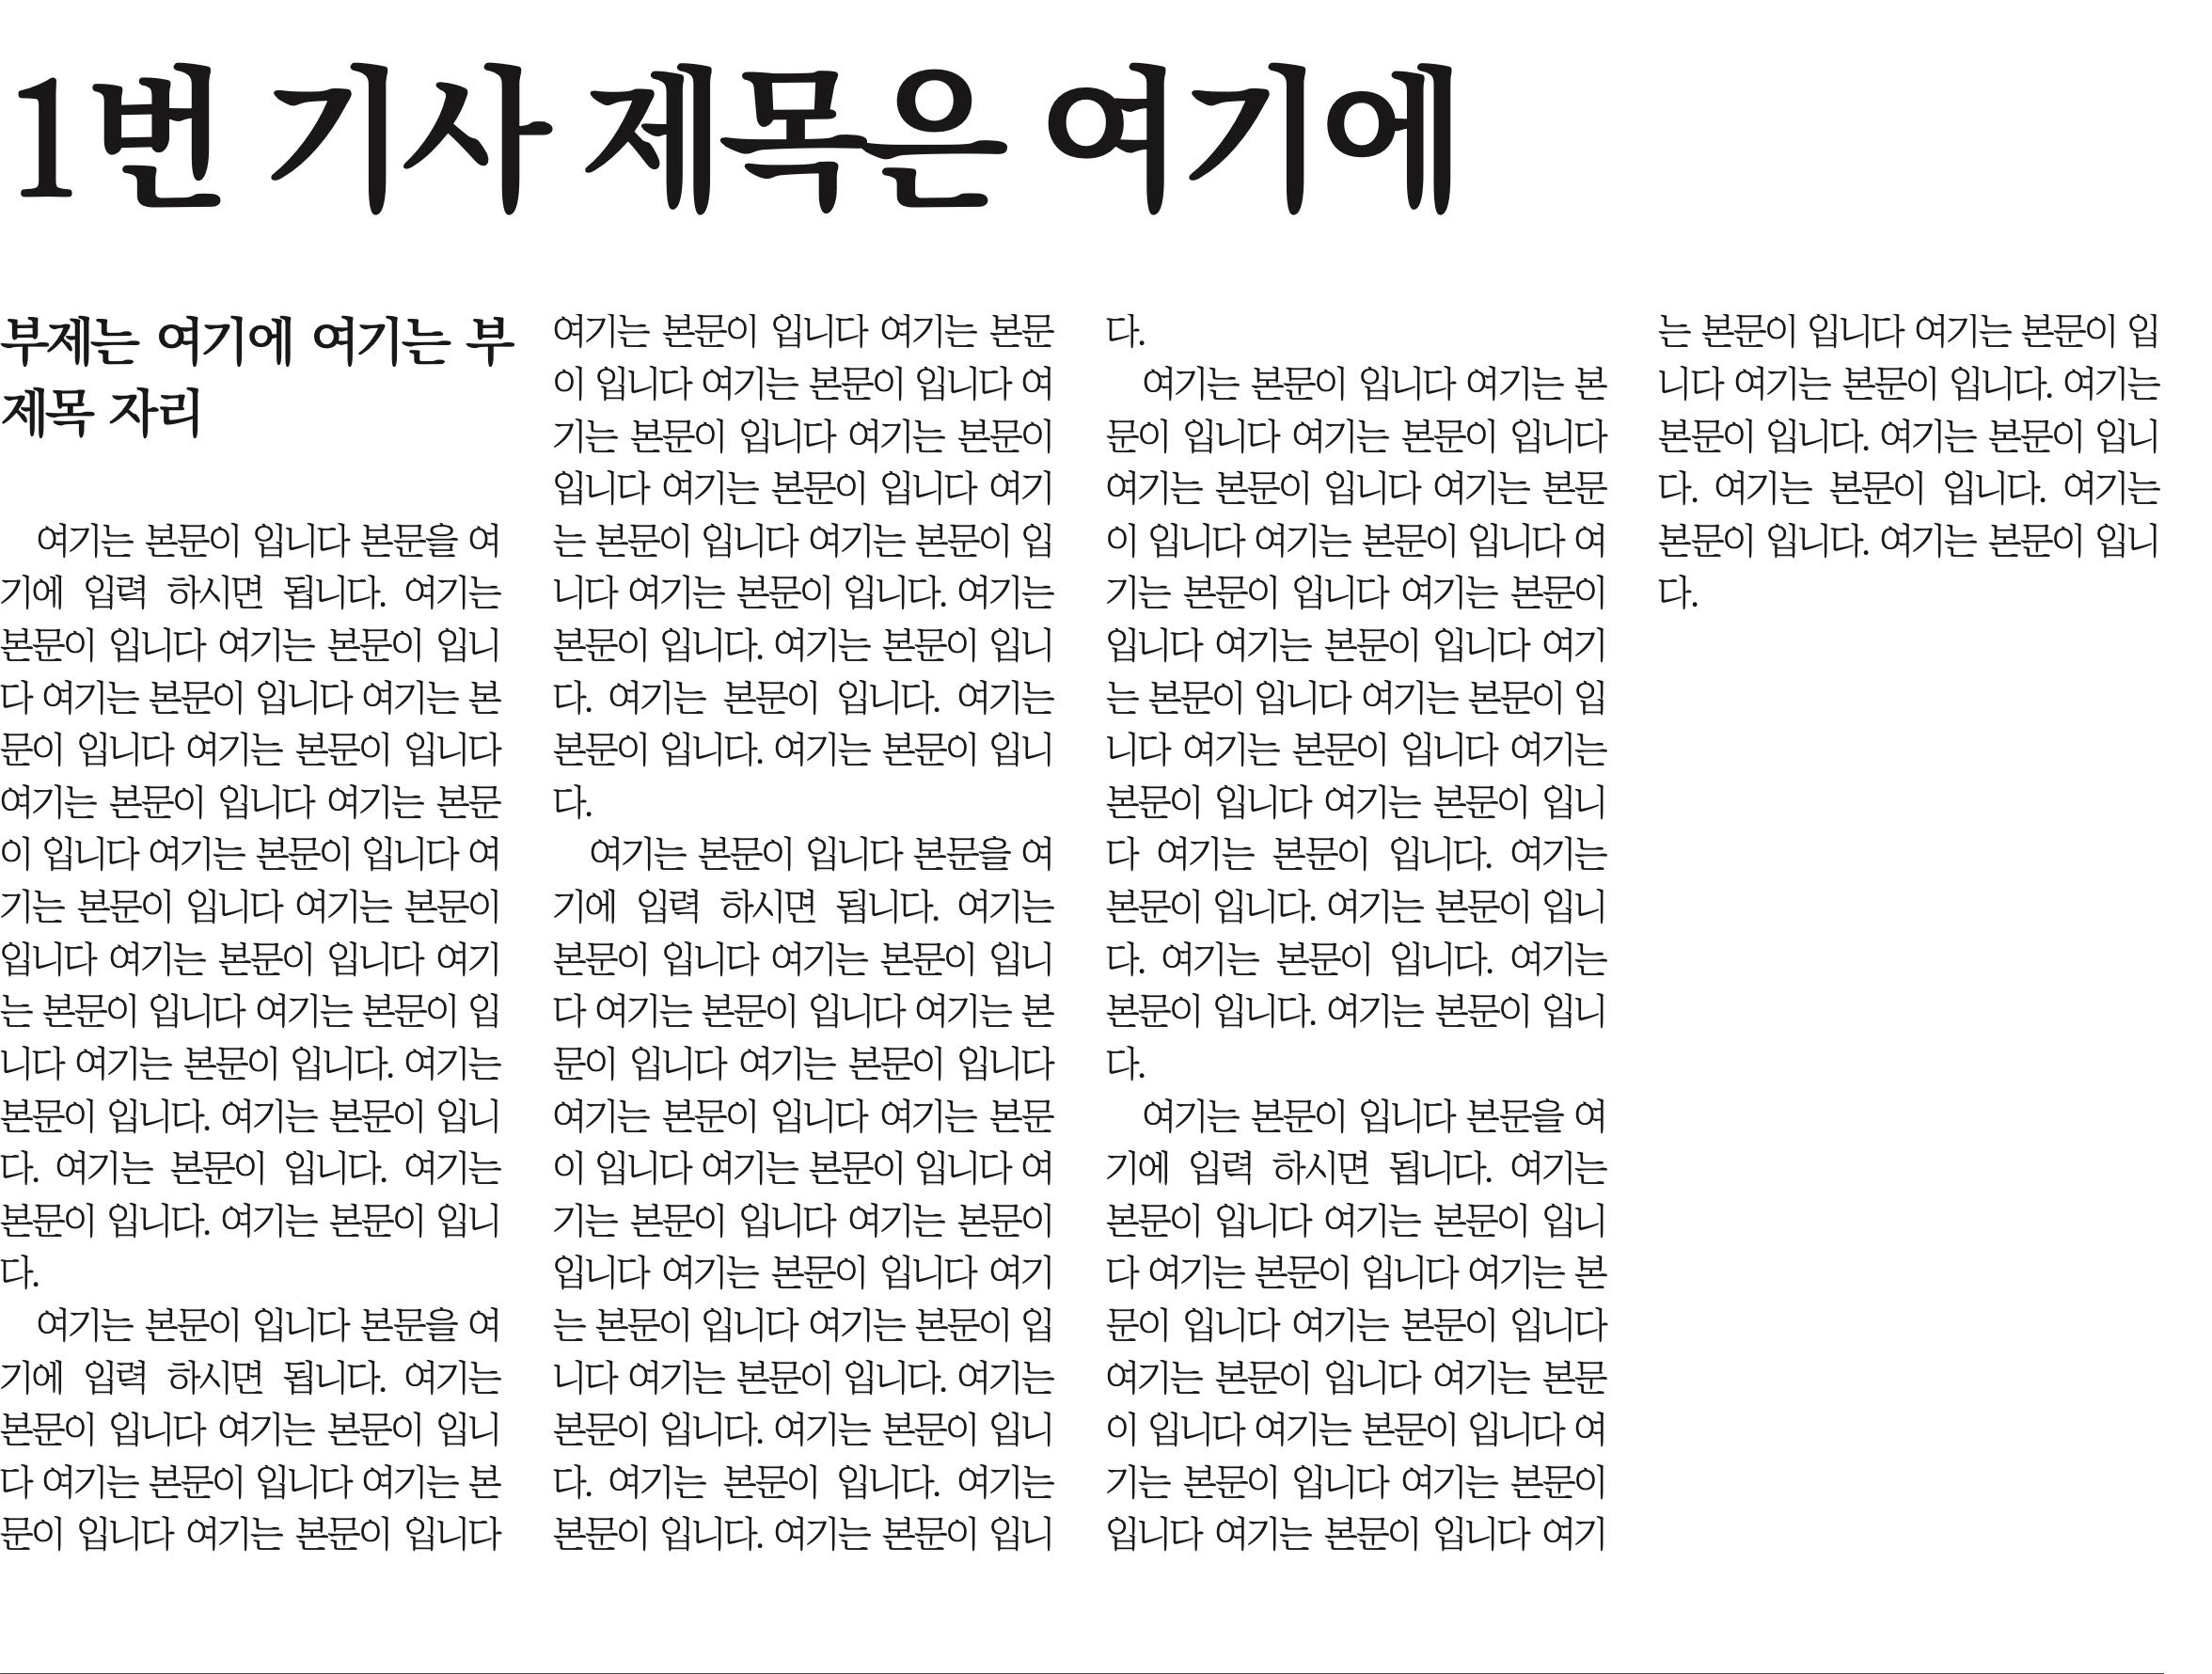 1번 기사 제목은 여기에
부제는 여기에 여기는 부
제목 자리
여기는 본문이 입니다 본문을 여
기에 입력 하시면 됩니다. 여기는
본문이 입니다 여기는 본문이 입니
다 여기는 본문이 입니다 여기는 본
문이 입니다 여기는 본문이 입니다
여기는 본문이 입니다 여기는 본문
이 입니다 여기는 본문이 입니다 여
기는 본문이 입니다 여기는 본문이
입니다 여기는 본문이 입니다 여기
는 본문이 입니다 여기는 본문이 입
니다 여기는 본문이 입니다. 여기는
본문이 입니다. 여기는 본문이 입니
다. 여기는 본문이 입니다. 여기는
본문이 입니다. 여기는 본문이 입니
다.
여기는 본문이 입니다 본문을 여
기에 입력 하시면 됩니다. 여기는
본문이 입니다 여기는 본문이 입니
다 여기는 본문이 입니다 여기는 본
문이 입니다 여기는 본문이 입니다
여기는 본문이 입니다 여기는 본문
이 입니다 여기는 본문이 입니다 여
기는 본문이 입니다 여기는 본문이
입니다 여기는 본문이 입니다 여기
는 본문이 입니다 여기는 본문이 입
니다 여기는 본문이 입니다. 여기는
본문이 입니다. 여기는 본문이 입니
다. 여기는 본문이 입니다. 여기는
본문이 입니다. 여기는 본문이 입니
다.
여기는 본문이 입니다 본문을 여
기에 입력 하시면 됩니다. 여기는
본문이 입니다 여기는 본문이 입니
다 여기는 본문이 입니다 여기는 본
문이 입니다 여기는 본문이 입니다
여기는 본문이 입니다 여기는 본문
이 입니다 여기는 본문이 입니다 여
기는 본문이 입니다 여기는 본문이
입니다 여기는 본문이 입니다 여기
는 본문이 입니다 여기는 본문이 입
니다 여기는 본문이 입니다. 여기는
본문이 입니다. 여기는 본문이 입니
다. 여기는 본문이 입니다. 여기는
본문이 입니다. 여기는 본문이 입니
다.
여기는 본문이 입니다 여기는 본
문이 입니다 여기는 본문이 입니다
여기는 본문이 입니다 여기는 본문
이 입니다 여기는 본문이 입니다 여
기는 본문이 입니다 여기는 본문이
입니다 여기는 본문이 입니다 여기
는 본문이 입니다 여기는 본문이 입
니다 여기는 본문이 입니다 여기는
본문이 입니다 여기는 본문이 입니
다 여기는 본문이 입니다. 여기는
본문이 입니다. 여기는 본문이 입니
다. 여기는 본문이 입니다. 여기는
본문이 입니다. 여기는 본문이 입니
다.
여기는 본문이 입니다 본문을 여
기에 입력 하시면 됩니다. 여기는
본문이 입니다 여기는 본문이 입니
다 여기는 본문이 입니다 여기는 본
문이 입니다 여기는 본문이 입니다
여기는 본문이 입니다 여기는 본문
이 입니다 여기는 본문이 입니다 여
기는 본문이 입니다 여기는 본문이
입니다 여기는 본문이 입니다 여기
는 본문이 입니다 여기는 본문이 입
니다 여기는 본문이 입니다. 여기는
본문이 입니다. 여기는 본문이 입니
다. 여기는 본문이 입니다. 여기는
본문이 입니다. 여기는 본문이 입니
다.